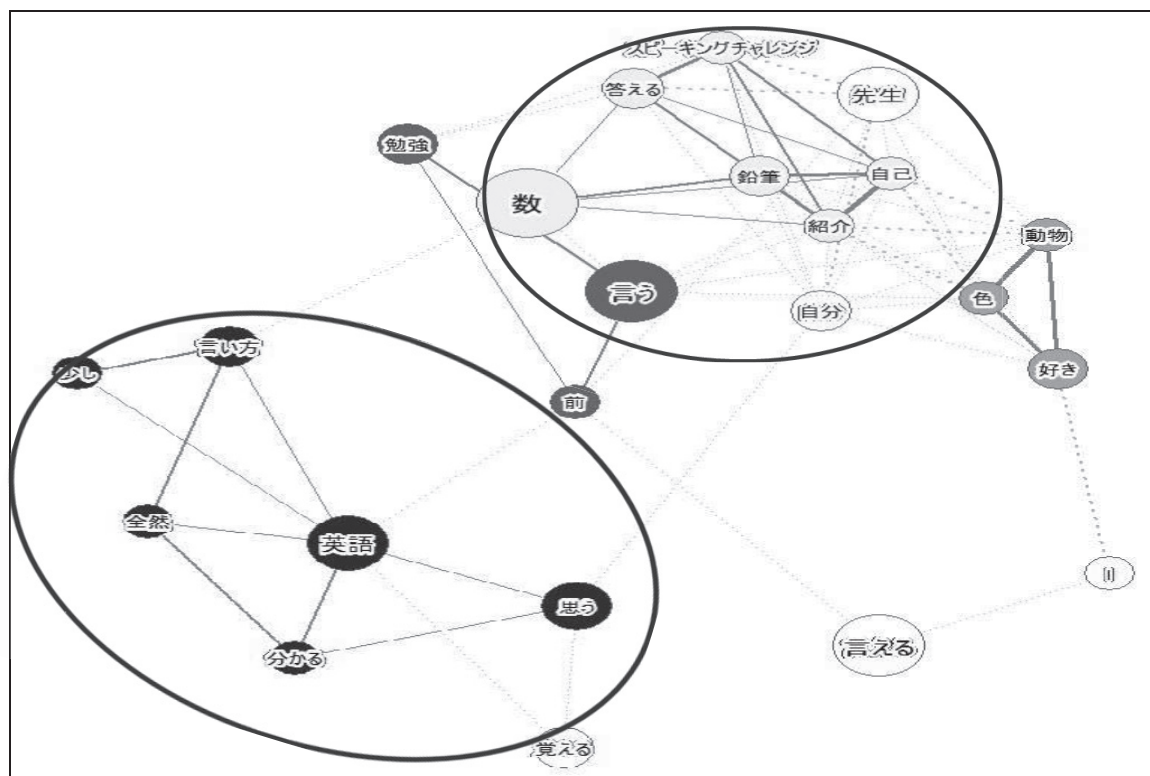 スピーキングチャレンジ
答える
先生
勉強
鉛筆
自己
数
紹介
動物
言う
色
自分
言い方
少し
好き
前
全然
英語
I
思う
言える
分かる
覚える